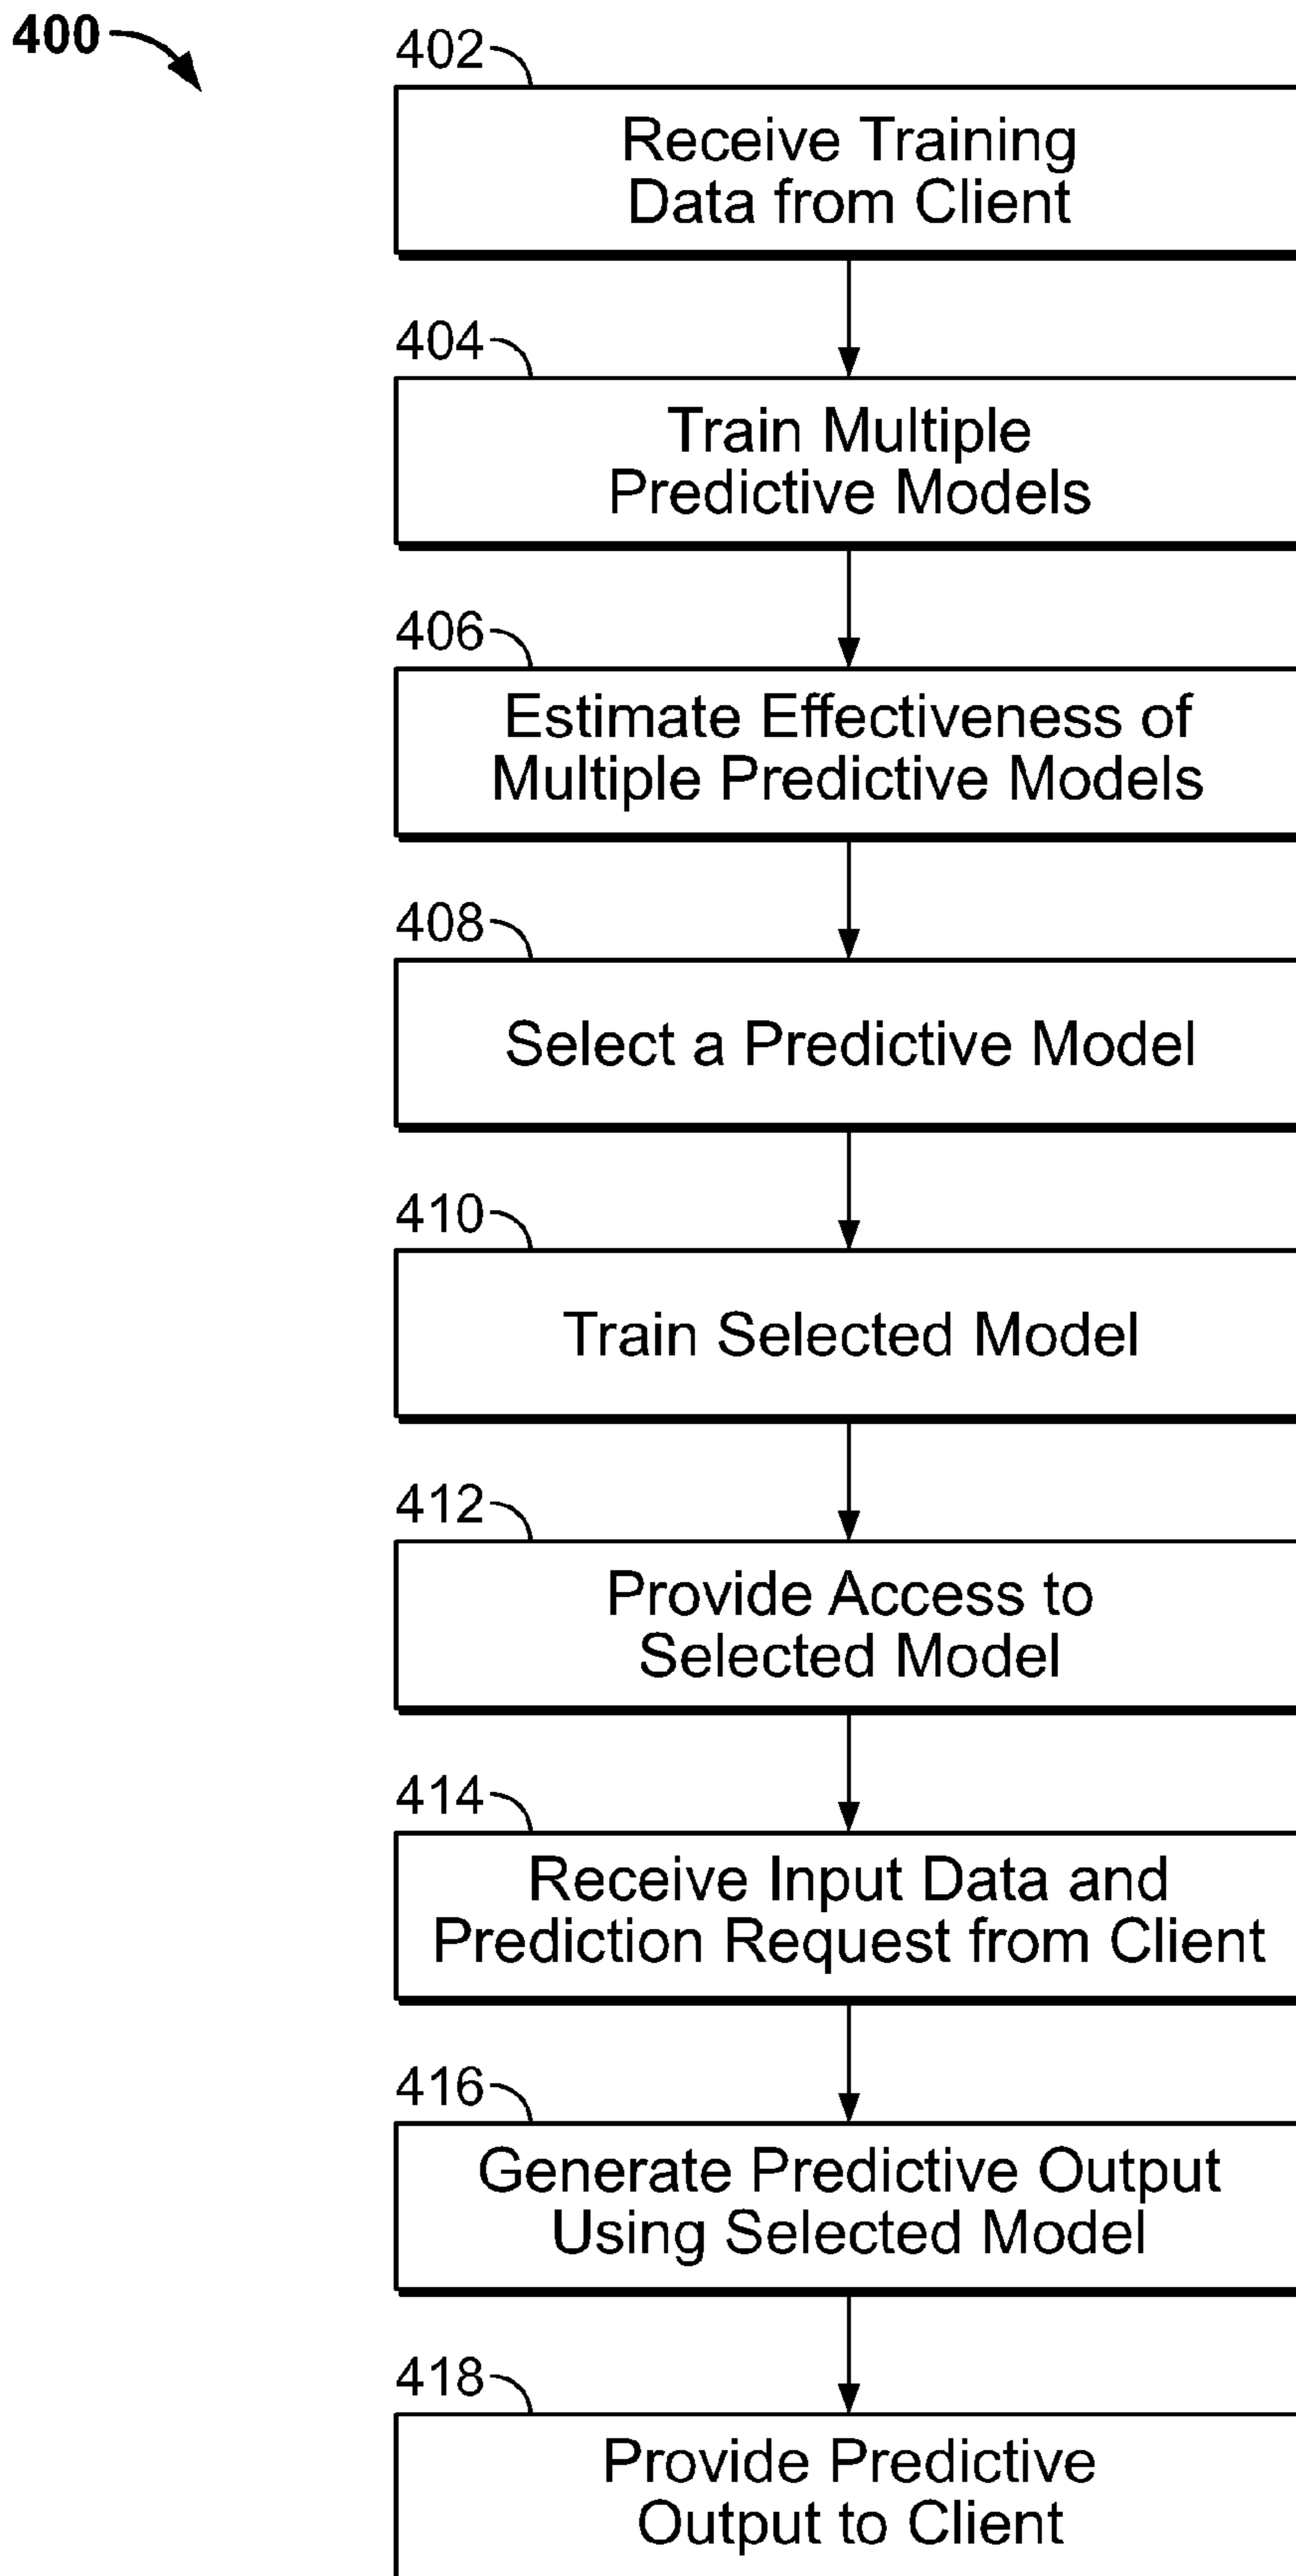 400
402
Receive Training
Data from Client
404
Train Multiple
Predictive Models
406
Estimate Effectiveness of
Multiple Predictive Models
408
Select a Predictive Model
410
Train Selected Model
412
Provide Access to
Selected Model
414
Receive Input Data and
Prediction Request from Client
416
Generate Predictive Output
Using Selected Model
418
Provide Predictive
Output to Client